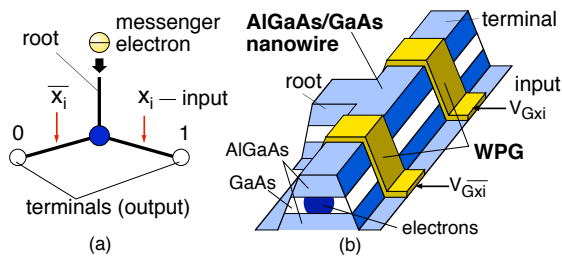 messenger
electron
root
x̅i
xi
input
0
1
terminals (output)
(a)
AlGaAs/GaAs
nanowire
terminal
root
input
VGxi
WPG
AlGaAs
GaAs
VGx̅i
electrons
(b)